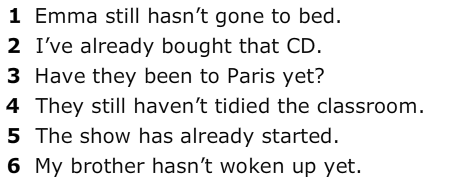 1 Emma still hasn’t gone to bed.
2 I’ve already bought that CD.
3 Have they been to Paris yet?
4 They still haven’t tidied the classroom.
5 The show has already started.
6 My brother hasn’t woken up yet.